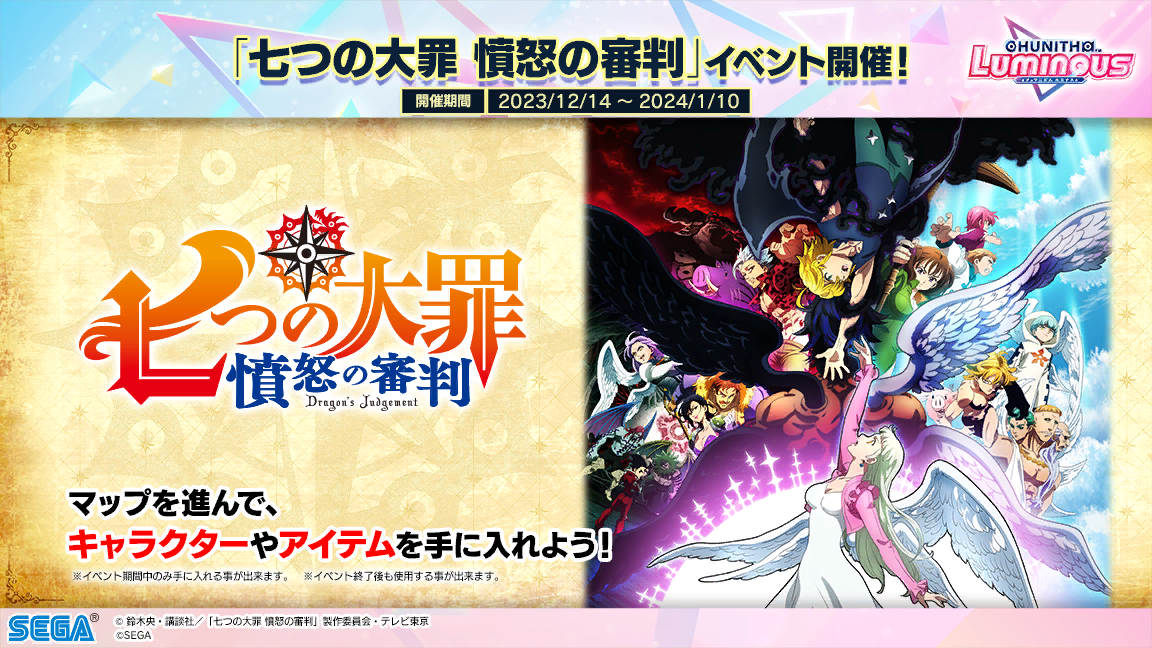 「七つの大罪 憤怒の審判」イベント開催！
開催期間 2023/12/14 ～ 2024/1/10
CHUNITHM
LUMINOUS
七つの大罪
憤怒の審判
Dragon's Judgement
マップを進んで、
キャラクターやアイテムを手に入れよう！
※イベント期間中のみ手に入れる事が出来ます。 ※イベント終了後も使用する事が出来ます。
SEGA®
© 鈴木央・講談社／「七つの大罪 憤怒の審判」製作委員会・テレビ東京
©SEGA